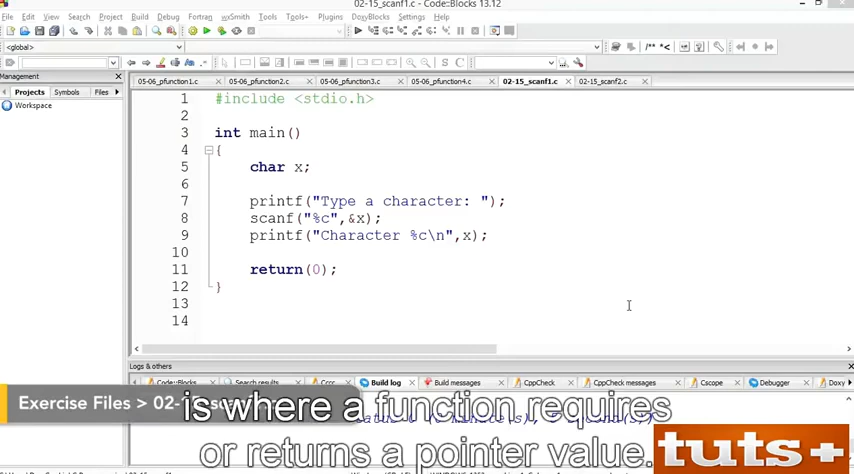 02-15_scanf1.c - Code::Blocks 13.12
File Edit View Search Project Build Debug Fortran wxSmith Tools Tools+ Plugins DoxyBlocks Settings Help
<global>
/** *<
S C
Management
Projects Symbols Files
Workspace
05-06_pfunction1.c 05-06_pfunction2.c 05-06_pfunction3.c 05-06_pfunction4.c 02-15_scanf1.c 02-15_scanf2.c
1 #include <stdio.h>
2
3 int main()
4 {
5 char x;
6
7 printf("Type a character: ");
8 scanf("%c",&x);
9 printf("Character %c\n",x);
10
11 return(0);
12 }
13
14
Logs & others
Code::Blocks Search results Cccc Build log Build messages CppCheck CppCheck messages Cscope Debugger Doxy
Exercise Files > 02-
is where a function requires
or returns a pointer value.
tuts+